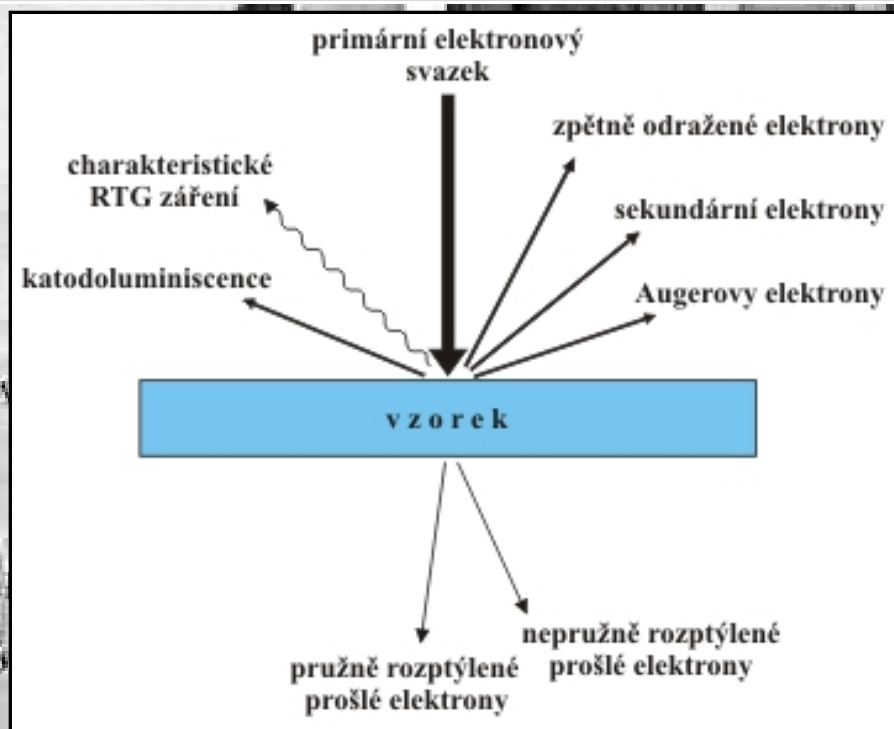 primární elektronový
svazek
zpětně odražené elektrony
charakteristické
RTG záření
sekundární elektrony
katodoluminiscence
Augerovy elektrony
vzorek
nepružně rozptýlené
prošlé elektrony
pružně rozptýlené
prošlé elektrony